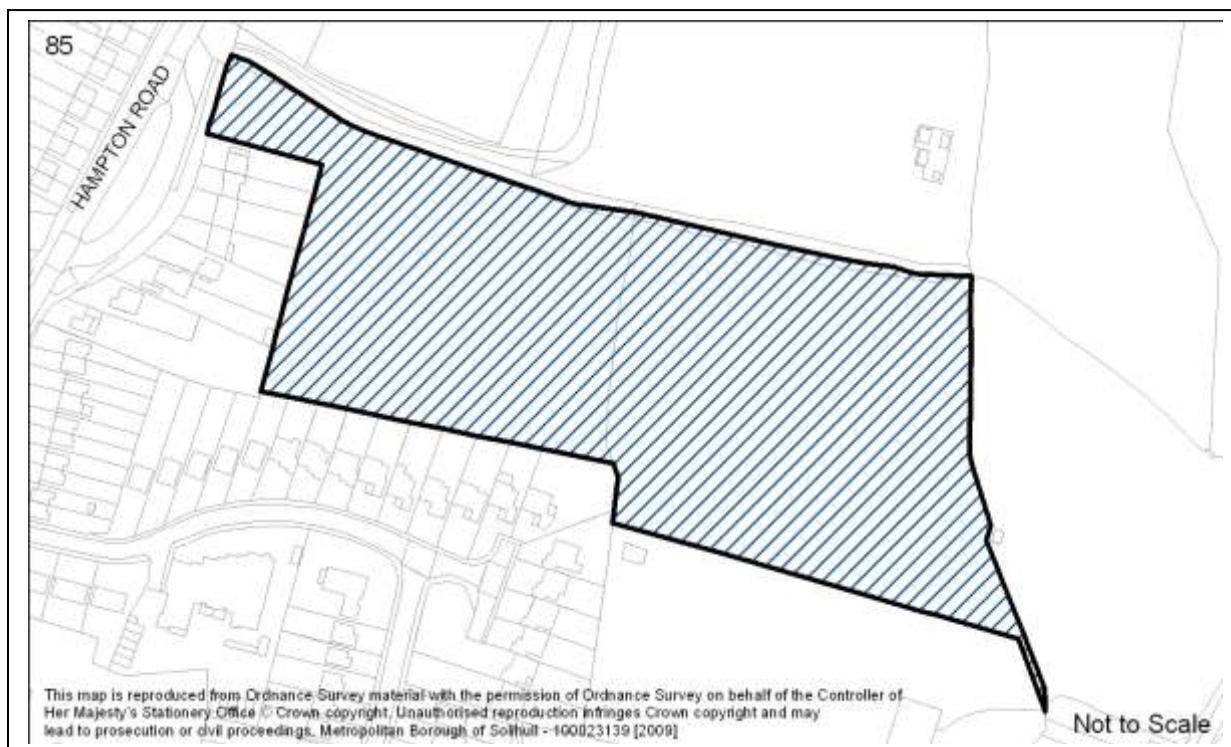 85
HAMPTON ROAD
This map is reproduced from Ordnance Survey material with the permission of Ordnance Survey on behalf of the Controller of
Her Majesty's Stationery Office © Crown copyright. Unauthorised reproduction infringes Crown copyright and may
lead to prosecution or civil proceedings. Metropolitan Borough of Solihull - 100023139 [2009]
Not to Scale